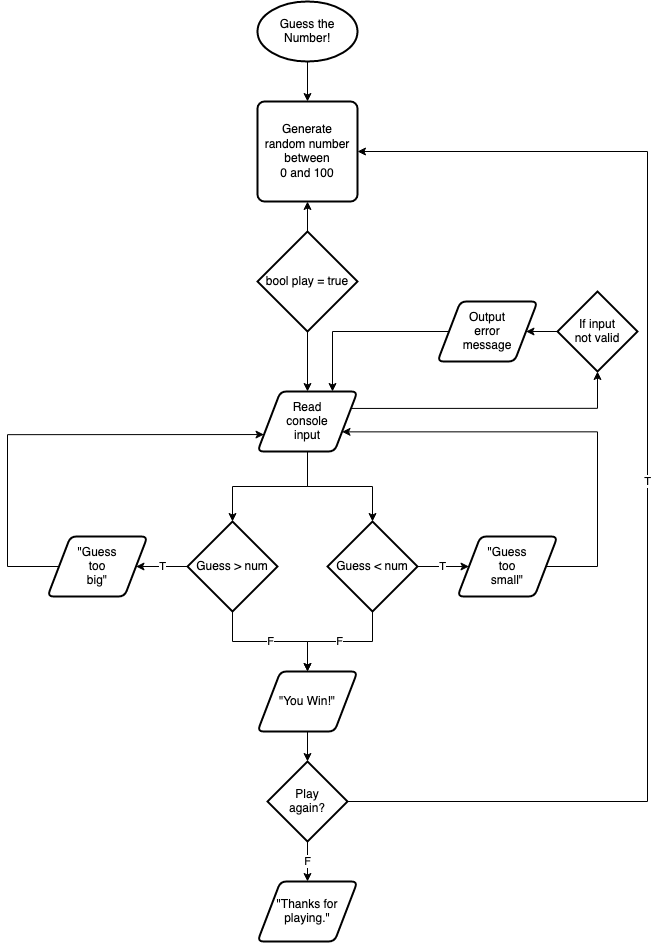 Guess the
Number!
Generate
random number
between
0 and 100
bool play = true
Output
error
message
If input
not valid
Read
console
input
T
"Guess
too
big"
T
Guess > num
Guess < num
T
"Guess
too
small"
F
F
"You Win!"
Play
again?
F
"Thanks for
playing."